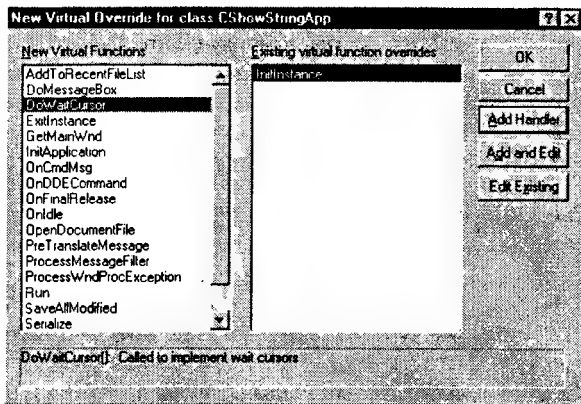 New Virtual Override for class CShowStringApp
New Virtual Functions
AddToRecentFileList
DoMessageBox
DoWaitCursor
ExitInstance
GetMainWnd
InitApplication
OnCmdMsg
OnDDECommand
OnFinalRelease
OnIdle
OpenDocumentFile
PreTranslateMessage
ProcessMessageFilter
ProcessWndProcException
Run
SaveAllModified
Serialize
Existing virtual function overrides
InitInstance
OK
Cancel
Add Handler
Add and Edit
Edit Existing
DoWaitCursor(): Called to implement wait cursors